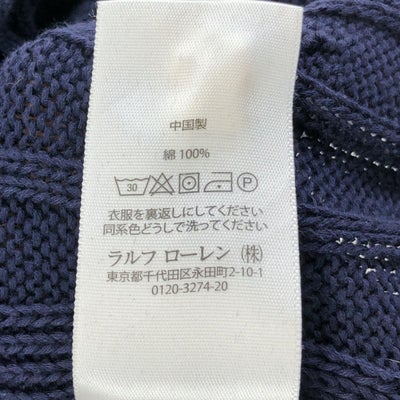 中国製
綿 100%
30 P
衣服を裏返しにしてください
同系色どうしで洗ってください
ラルフ ローレン (株)
東京都千代田区永田町2-10-1
0120-3274-20